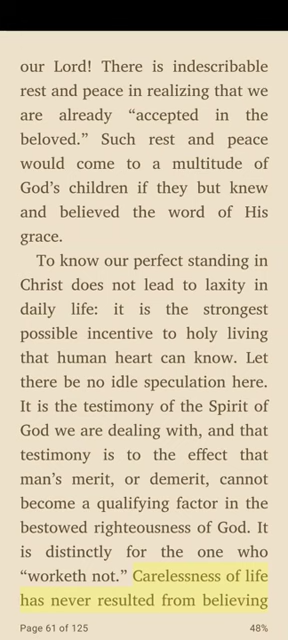 our Lord! There is indescribable
rest and peace in realizing that we
are already “accepted in the
beloved.” Such rest and peace
would come to a multitude of
God’s children if they but knew
and believed the word of His
grace.
To know our perfect standing in
Christ does not lead to laxity in
daily life: it is the strongest
possible incentive to holy living
that human heart can know. Let
there be no idle speculation here.
It is the testimony of the Spirit of
God we are dealing with, and that
testimony is to the effect that
man’s merit, or demerit, cannot
become a qualifying factor in the
bestowed righteousness of God. It
is distinctly for the one who
“worketh not.” Carelessness of life
has never resulted from believing
Page 61 of 125 48%